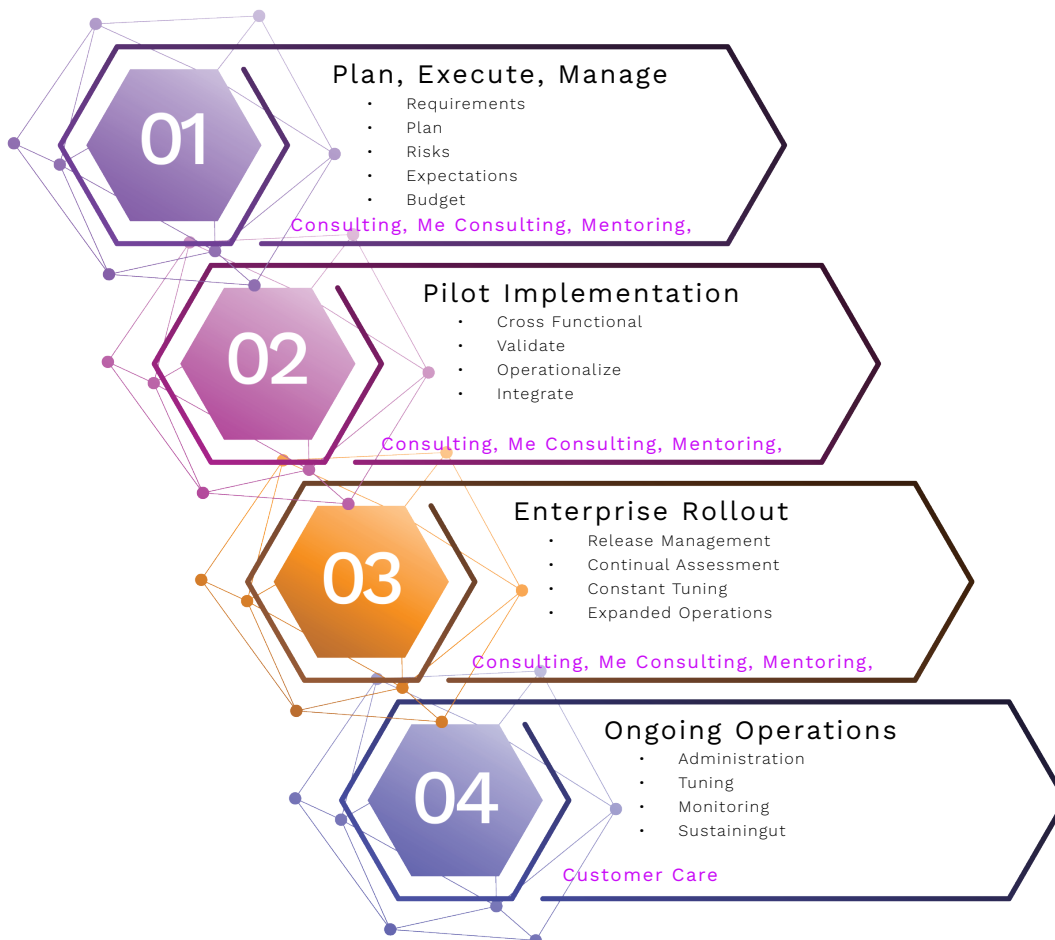 01
Plan, Execute, Manage
• Requirements
• Plan
• Risks
• Expectations
• Budget
Consulting, Me Consulting, Mentoring,
02
Pilot Implementation
• Cross Functional
• Validate
• Operationalize
• Integrate
Consulting, Me Consulting, Mentoring,
03
Enterprise Rollout
• Release Management
• Continual Assessment
• Constant Tuning
• Expanded Operations
Consulting, Me Consulting, Mentoring,
04
Ongoing Operations
• Administration
• Tuning
• Monitoring
• Sustainingut
Customer Care